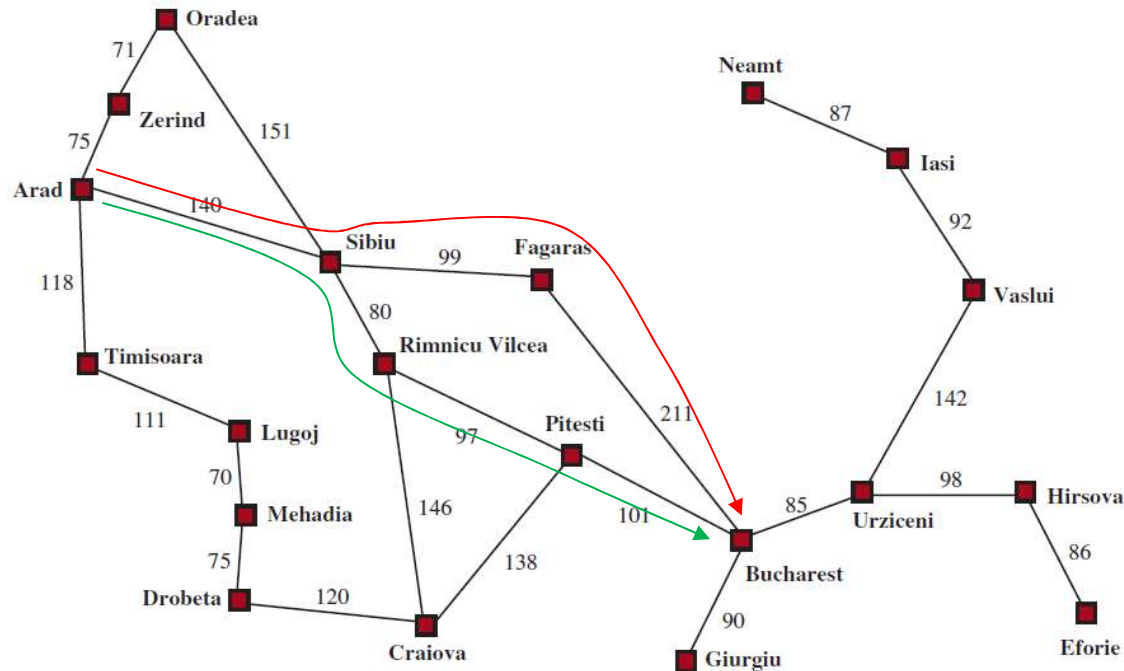 Oradea
71
Neamt
87
Zerind
151
75
Iasi
Arad
140
92
Sibiu
Fagaras
99
118
Vaslui
80
Timisoara
Rimnicu Vilcea
142
111
211
Pitesti
Lugoj
97
70
98
Hirsova
Mehadia
146
101
85
Urziceni
86
75
138
Bucharest
Drobeta
120
90
Eforie
Craiova
Giurgiu